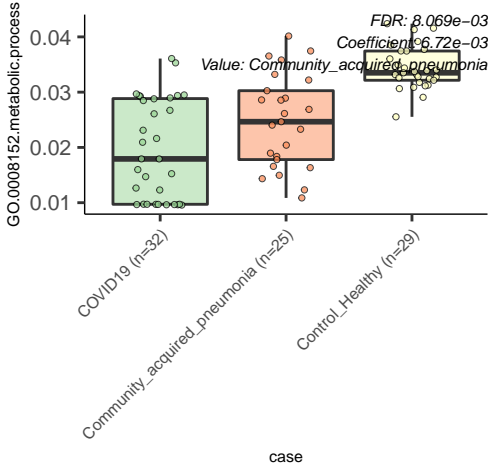 FDR: 8.069e−03
Coefficient: 6.72e−03
Value: Community_acquired_pneumonia
GO.0008152.metabolic.process
0.04
0.03
0.02
0.01
COVID19 (n=32)
Community_acquired_pneumonia (n=25)
Control_Healthy (n=29)
case